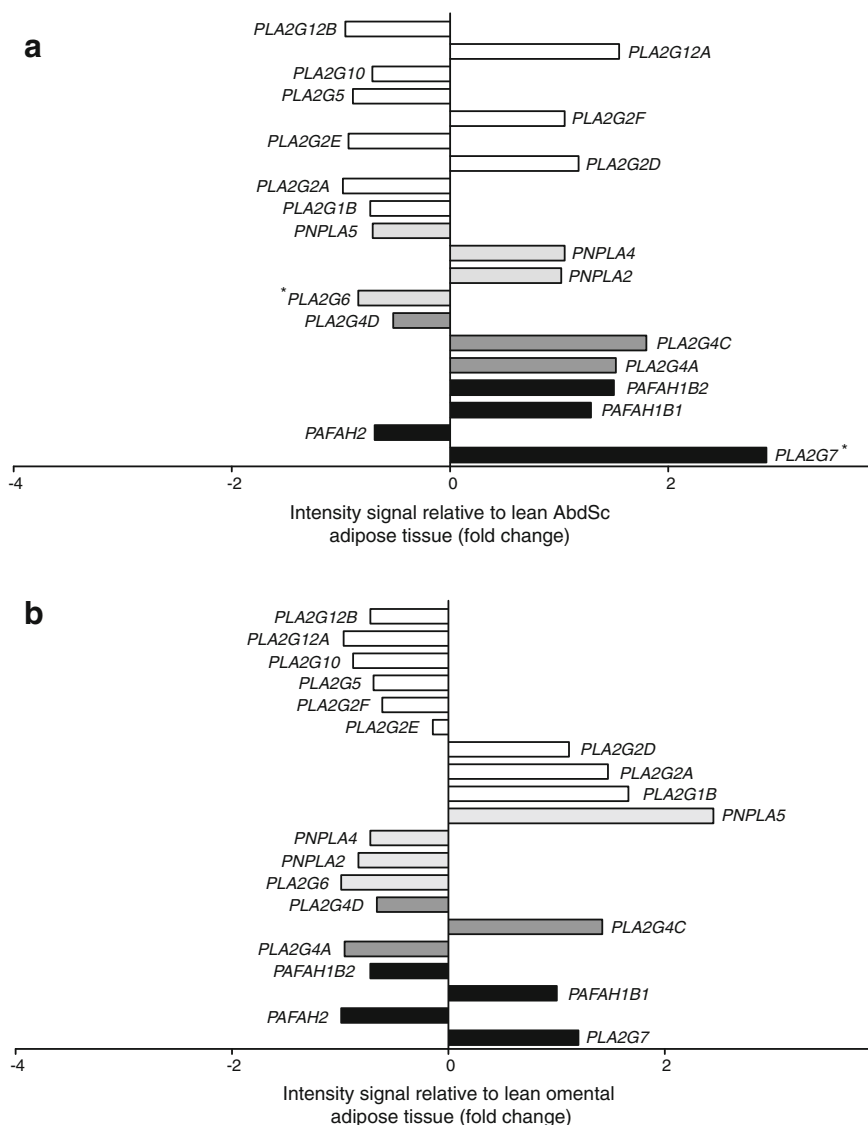 a
PLA2G12B
PLA2G12A
PLA2G10
PLA2G5
PLA2G2F
PLA2G2E
PLA2G2D
PLA2G2A
PLA2G1B
PNPLA5
PNPLA4
PNPLA2
*PLA2G6
PLA2G4D
PLA2G4C
PLA2G4A
PAFAH1B2
PAFAH1B1
PAFAH2
PLA2G7*
-4 -2 0 2
Intensity signal relative to lean AbdSc
adipose tissue (fold change)
b
PLA2G12B
PLA2G12A
PLA2G10
PLA2G5
PLA2G2F
PLA2G2E
PLA2G2D
PLA2G2A
PLA2G1B
PNPLA5
PNPLA4
PNPLA2
PLA2G6
PLA2G4D
PLA2G4C
PLA2G4A
PAFAH1B2
PAFAH1B1
PAFAH2
PLA2G7
-4 -2 0 2
Intensity signal relative to lean omental
adipose tissue (fold change)